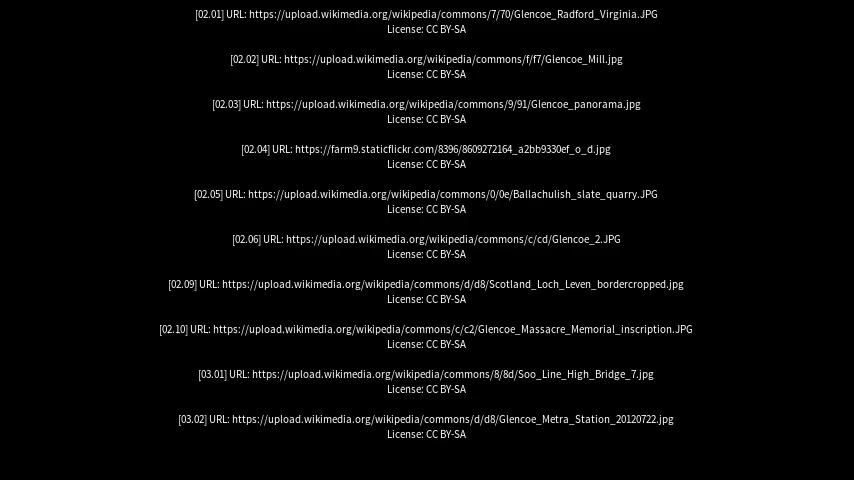 [02.01] URL: https://upload.wikimedia.org/wikipedia/commons/7/70/Glencoe_Radford_Virginia.JPG
License: CC BY-SA
[02.02] URL: https://upload.wikimedia.org/wikipedia/commons/f/f7/Glencoe_Mill.jpg
License: CC BY-SA
[02.03] URL: https://upload.wikimedia.org/wikipedia/commons/9/91/Glencoe_panorama.jpg
License: CC BY-SA
[02.04] URL: https://farm9.staticflickr.com/8396/8609272164_a2bb9330ef_o_d.jpg
License: CC BY-SA
[02.05] URL: https://upload.wikimedia.org/wikipedia/commons/0/0e/Ballachulish_slate_quarry.JPG
License: CC BY-SA
[02.06] URL: https://upload.wikimedia.org/wikipedia/commons/c/cd/Glencoe_2.JPG
License: CC BY-SA
[02.09] URL: https://upload.wikimedia.org/wikipedia/commons/d/d8/Scotland_Loch_Leven_bordercropped.jpg
License: CC BY-SA
[02.10] URL: https://upload.wikimedia.org/wikipedia/commons/c/c2/Glencoe_Massacre_Memorial_inscription.JPG
License: CC BY-SA
[03.01] URL: https://upload.wikimedia.org/wikipedia/commons/8/8d/Soo_Line_High_Bridge_7.jpg
License: CC BY-SA
[03.02] URL: https://upload.wikimedia.org/wikipedia/commons/d/d8/Glencoe_Metra_Station_20120722.jpg
License: CC BY-SA